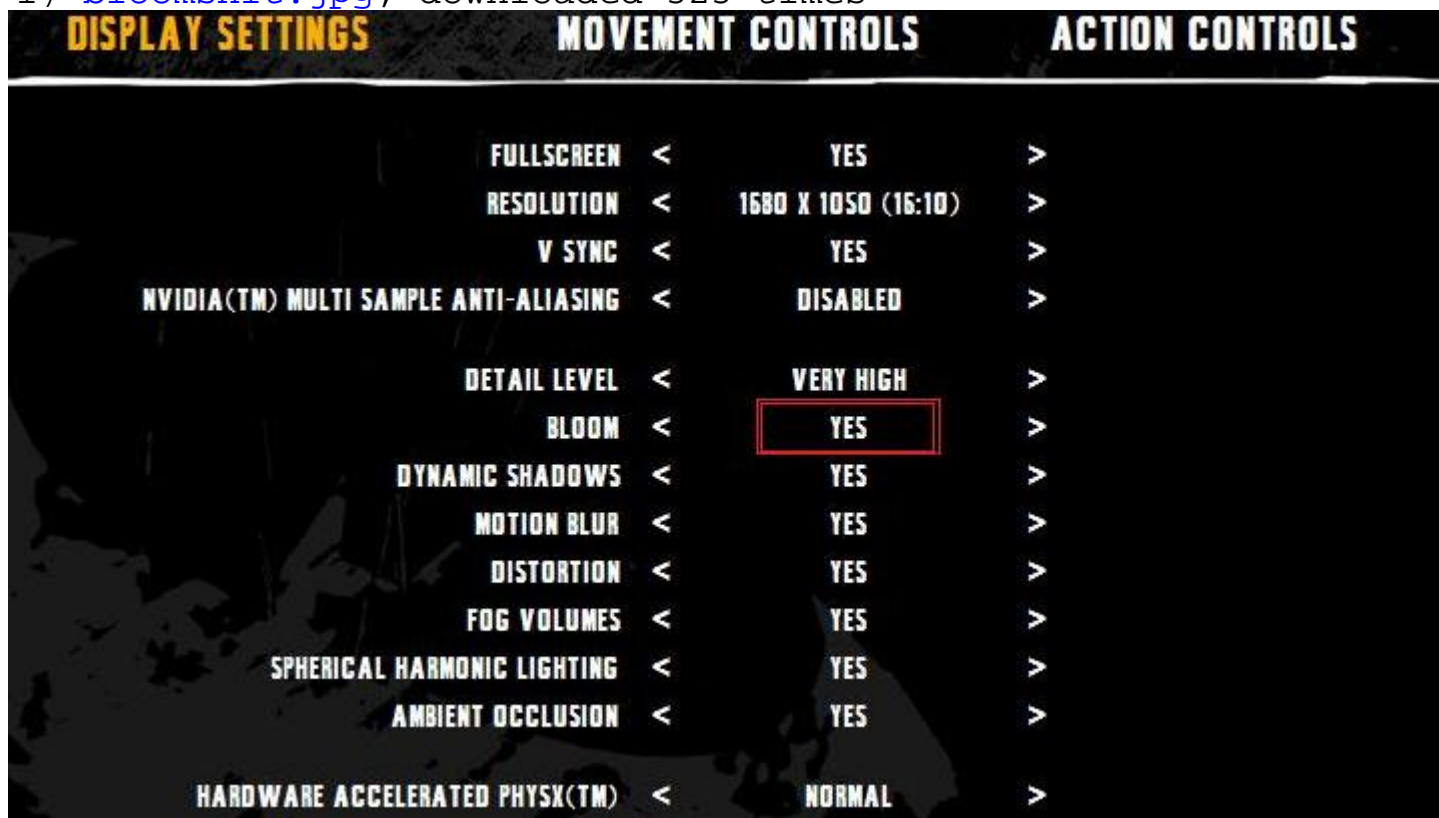 DISPLAY SETTINGS MOVEMENT CONTROLS ACTION CONTROLS
FULLSCREEN < YES >
RESOLUTION < 1680 X 1050 (16:10) >
V SYNC < YES >
NVIDIA(TM) MULTI SAMPLE ANTI-ALIASING < DISABLED >
DETAIL LEVEL < VERY HIGH >
BLOOM < YES >
DYNAMIC SHADOWS < YES >
MOTION BLUR < YES >
DISTORTION < YES >
FOG VOLUMES < YES >
SPHERICAL HARMONIC LIGHTING < YES >
AMBIENT OCCLUSION < YES >
HARDWARE ACCELERATED PHYSX(TM) < NORMAL >